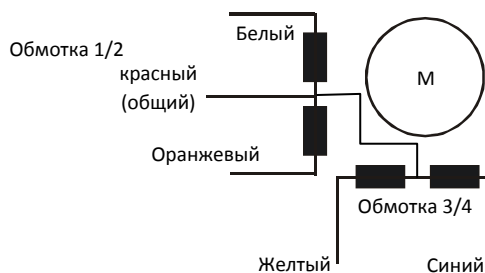 Белый
Обмотка 1/2
красный
(общий)
М
Оранжевый
Обмотка 3/4
Желтый
Синий